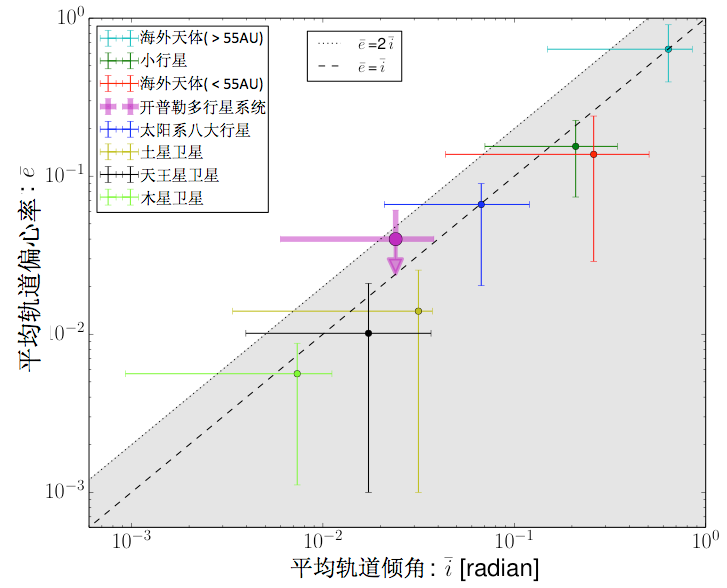 海外天体( > 55AU)
小行星
海外天体( < 55AU)
开普勒多行星系统
太阳系八大行星
土星卫星
天王星卫星
木星卫星
ē=2ī
ē=ī
平均轨道偏心率: ē
10⁰
10⁻¹
10⁻²
10⁻³
10⁻³
10⁻²
10⁻¹
10⁰
平均轨道倾角: ī [radian]